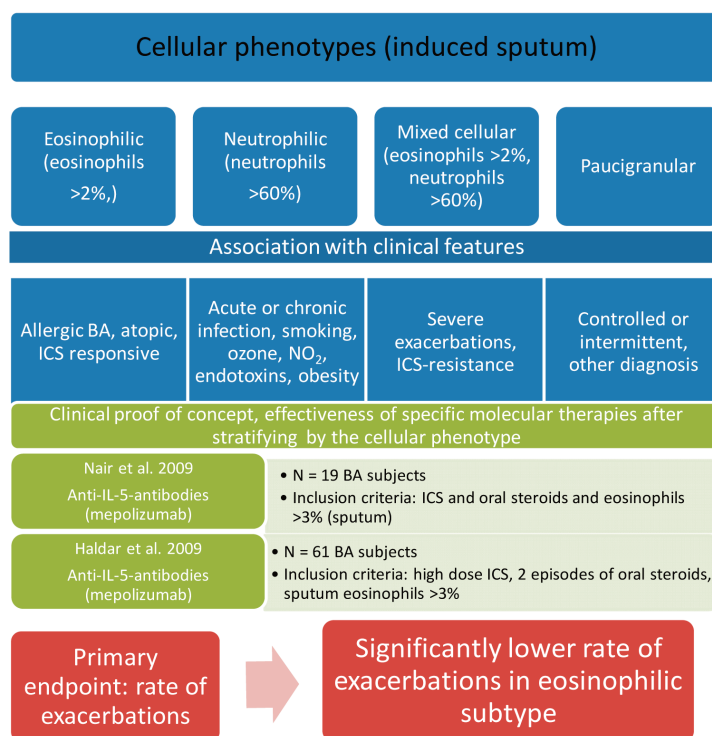 Cellular phenotypes (induced sputum)
Eosinophilic
(eosinophils
>2%,)
Neutrophilic
(neutrophils
>60%)
Mixed cellular
(eosinophils >2%,
neutrophils
>60%)
Paucigranular
Association with clinical features
Allergic BA, atopic,
ICS responsive
Acute or chronic
infection, smoking,
ozone, NO₂,
endotoxins, obesity
Severe
exacerbations,
ICS-resistance
Controlled or
intermittent,
other diagnosis
Clinical proof of concept, effectiveness of specific molecular therapies after
stratifying by the cellular phenotype
Nair et al. 2009
Anti-IL-5-antibodies
(mepolizumab)
• N = 19 BA subjects
• Inclusion criteria: ICS and oral steroids and eosinophils
>3% (sputum)
Haldar et al. 2009
Anti-IL-5-antibodies
(mepolizumab)
• N = 61 BA subjects
• Inclusion criteria: high dose ICS, 2 episodes of oral steroids,
sputum eosinophils >3%
Primary
endpoint: rate of
exacerbations
Significantly lower rate of
exacerbations in eosinophilic
subtype